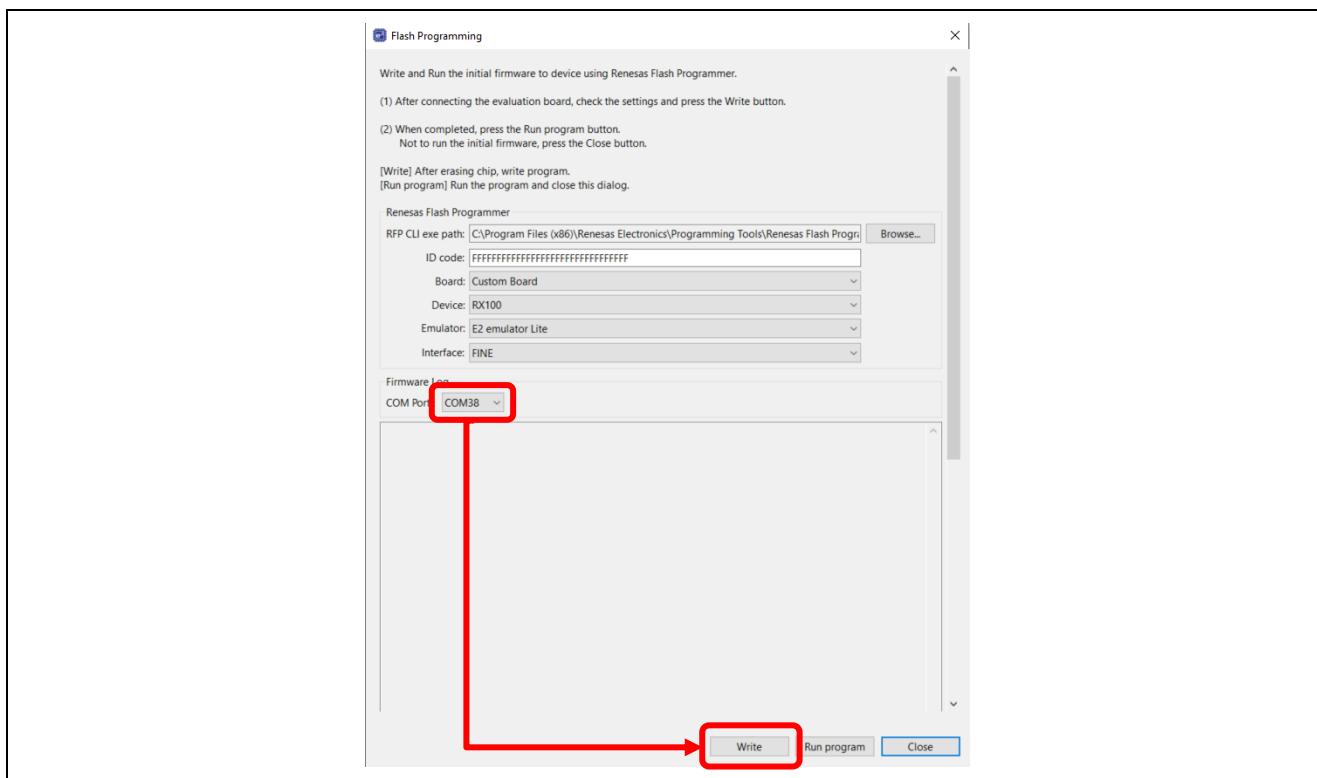 Flash Programming
Write and Run the initial firmware to device using Renesas Flash Programmer.
(1) After connecting the evaluation board, check the settings and press the Write button.
(2) When completed, press the Run program button.
Not to run the initial firmware, press the Close button.
[Write] After erasing chip, write program.
[Run program] Run the program and close this dialog.
Renesas Flash Programmer
RFP CLI exe path: C:\Program Files (x86)\Renesas Electronics\Programming Tools\Renesas Flash Progra Browse...
ID code: FFFFFFFFFFFFFFFFFFFFFFFFFFFFFFFF
Board: Custom Board
Device: RX100
Emulator: E2 emulator Lite
Interface: FINE
Firmware Log
COM Port COM38
Write Run program Close